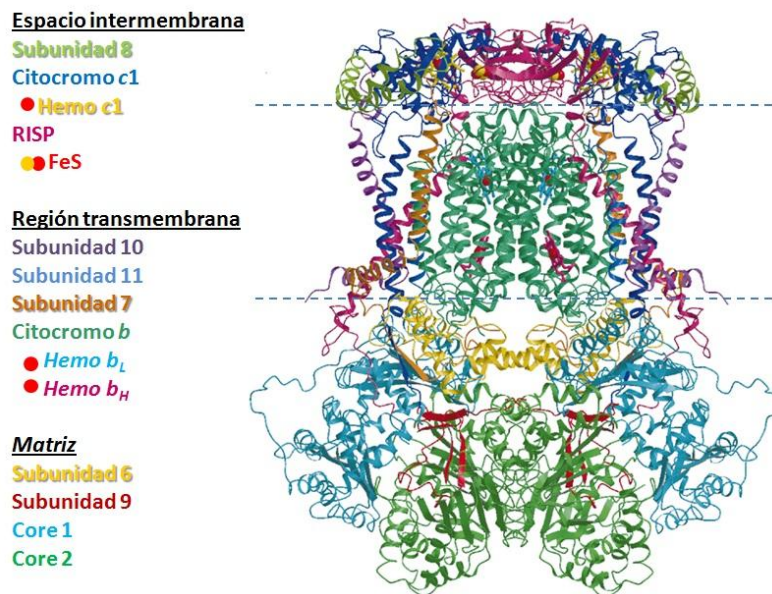 Espacio intermembrana
Subunidad 8
Citocromo c1
Hemo c1
RISP
FeS
Región transmembrana
Subunidad 10
Subunidad 11
Subunidad 7
Citocromo b
Hemo bL
Hemo bH
Matriz
Subunidad 6
Subunidad 9
Core 1
Core 2